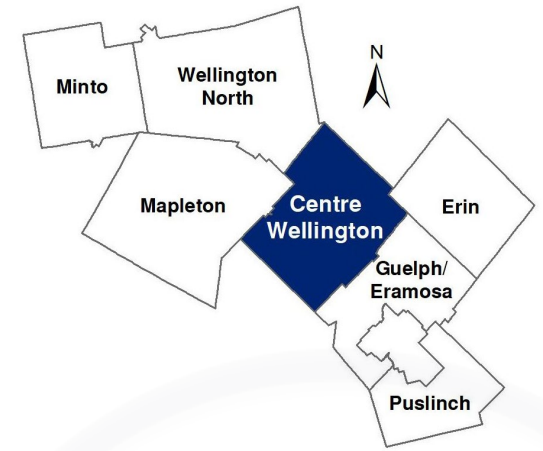 N
Minto
Wellington
North
Mapleton
Centre
Wellington
Erin
Guelph/
Eramosa
Puslinch